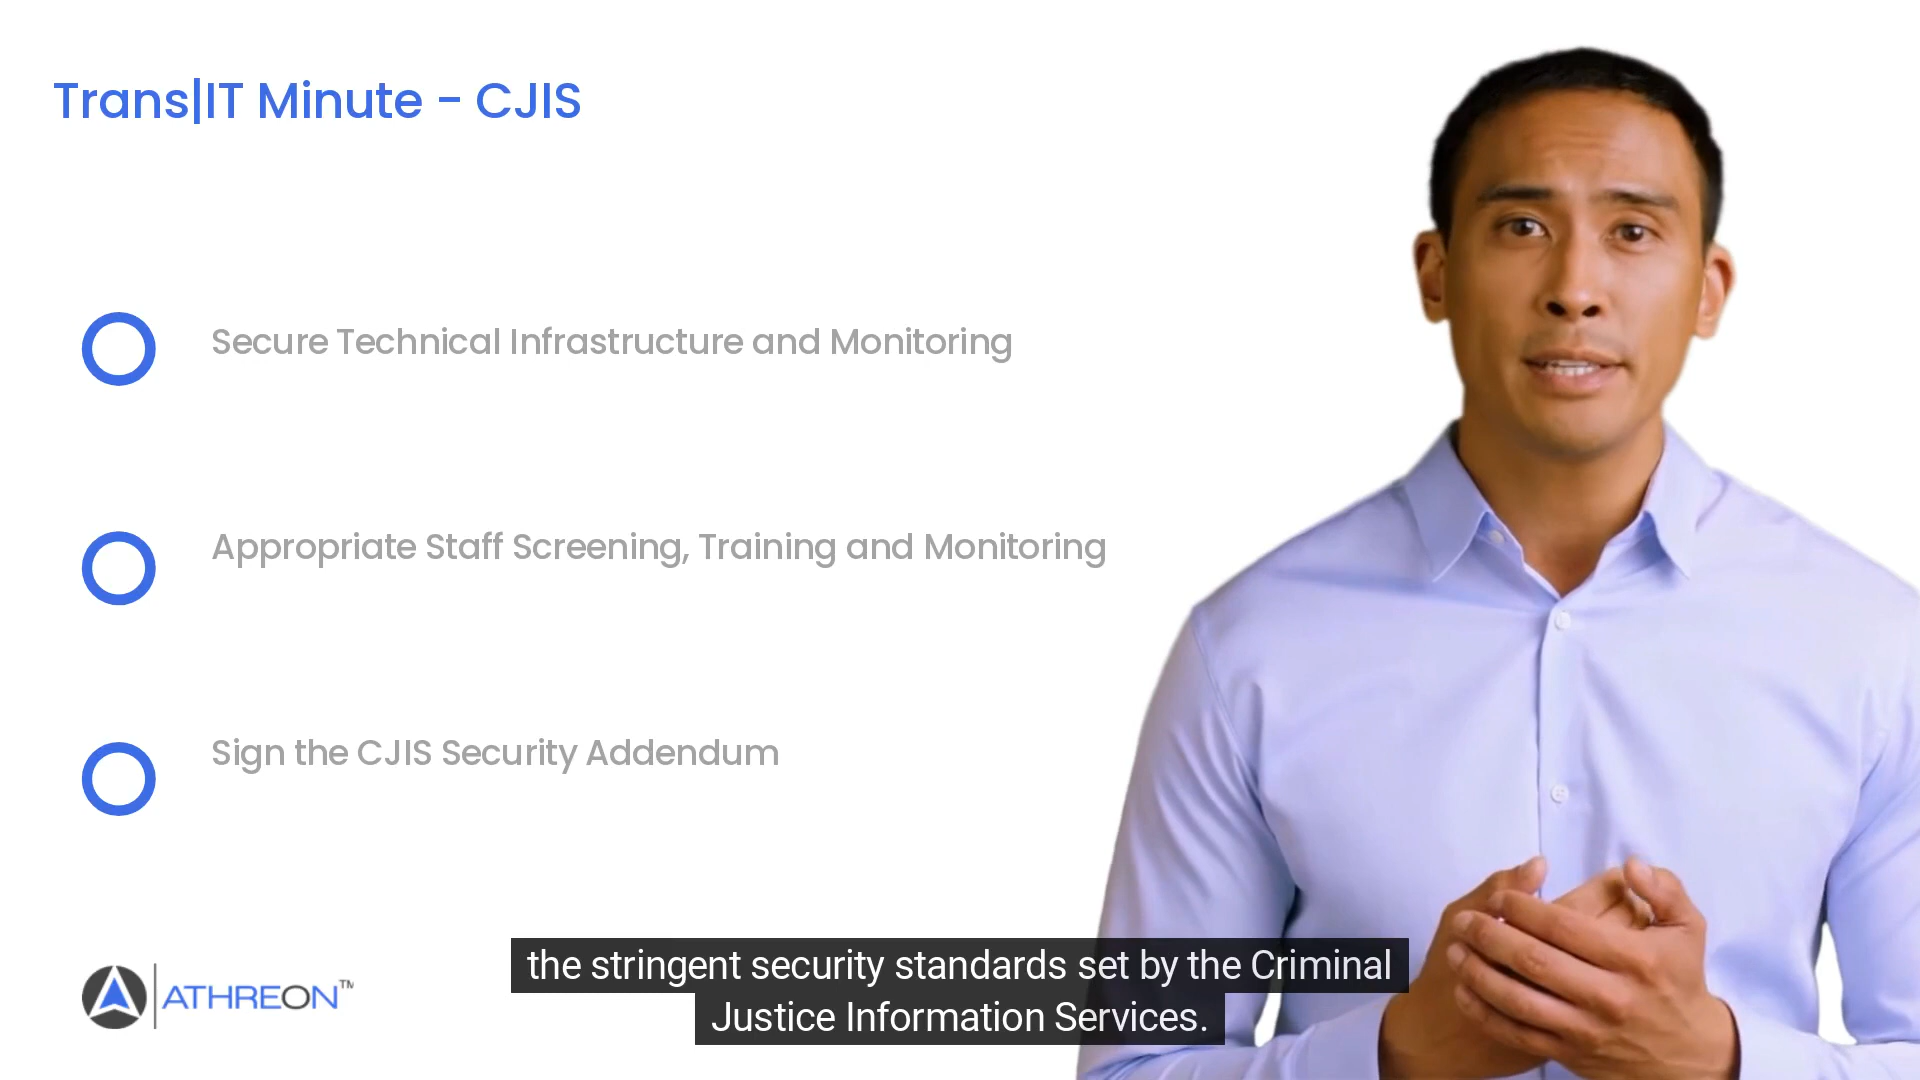 Trans|IT Minute - CJIS
Secure Technical Infrastructure and Monitoring
Appropriate Staff Screening, Training and Monitoring
Sign the CJIS Security Addendum
ATHREON™
the stringent security standards set by the Criminal
Justice Information Services.